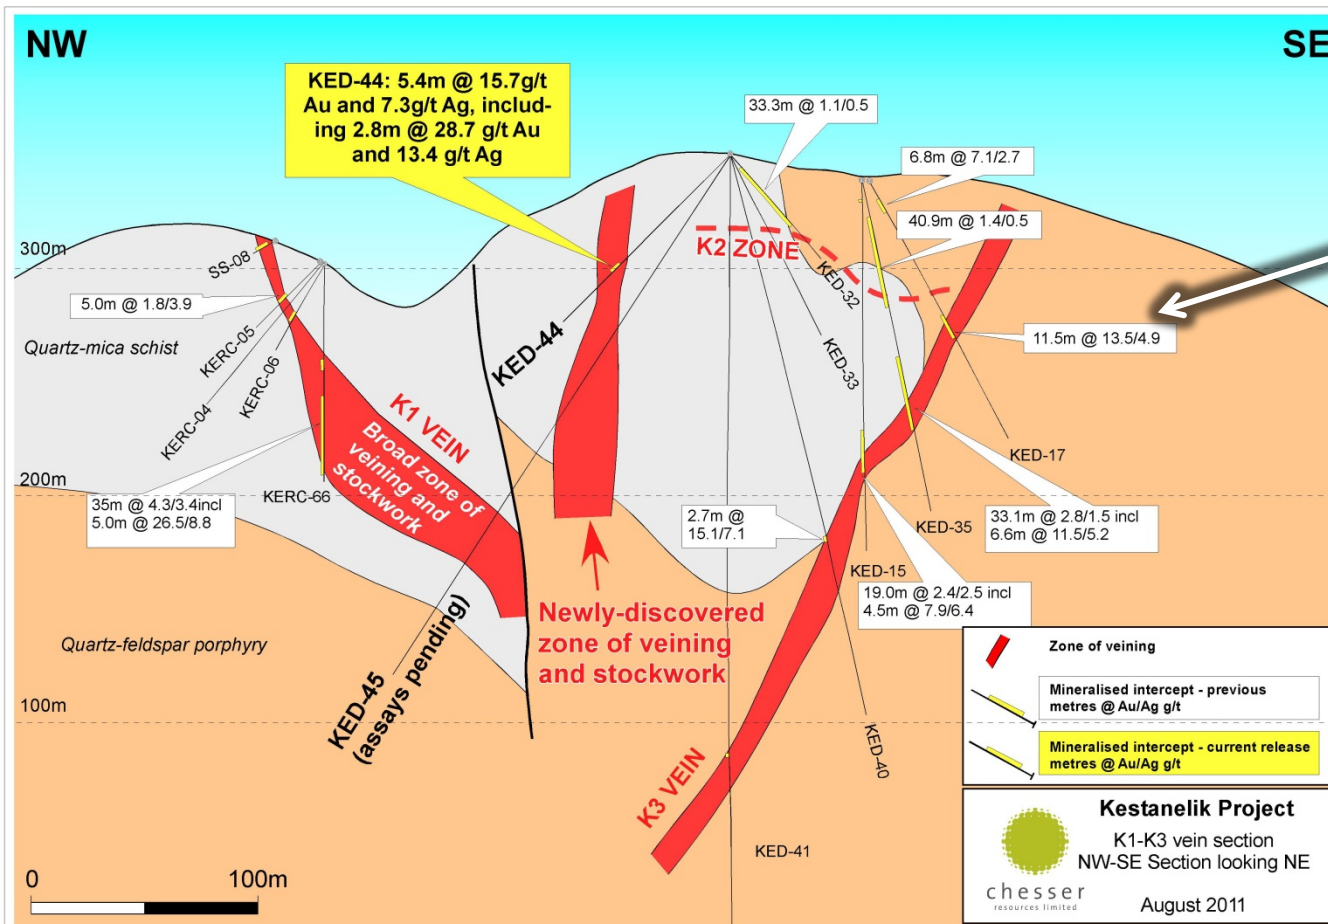 NW
SE
KED-44: 5.4m @ 15.7g/t
Au and 7.3g/t Ag, includ-
ing 2.8m @ 28.7 g/t Au
and 13.4 g/t Ag
33.3m @ 1.1/0.5
6.8m @ 7.1/2.7
40.9m @ 1.4/0.5
K2 ZONE
300m
SS-08
5.0m @ 1.8/3.9
KERC-05
KERC-06
KERC-04
Quartz-mica schist
KED-44
KED-32
KED-33
11.5m @ 13.5/4.9
K1 VEIN
Broad zone of
veining and
stockwork
KED-17
200m
35m @ 4.3/3.4incl
5.0m @ 26.5/8.8
KERC-66
2.7m @
15.1/7.1
33.1m @ 2.8/1.5 incl
6.6m @ 11.5/5.2
KED-35
KED-15
19.0m @ 2.4/2.5 incl
4.5m @ 7.9/6.4
Newly-discovered
zone of veining
and stockwork
Quartz-feldspar porphyry
KED-45
(assays pending)
100m
KED-40
K3 VEIN
KED-41
Zone of veining
Mineralised intercept - previous
metres @ Au/Ag g/t
Mineralised intercept - current release
metres @ Au/Ag g/t
0
100m
chesser
resources limited
Kestanelik Project
K1-K3 vein section
NW-SE Section looking NE
August 2011